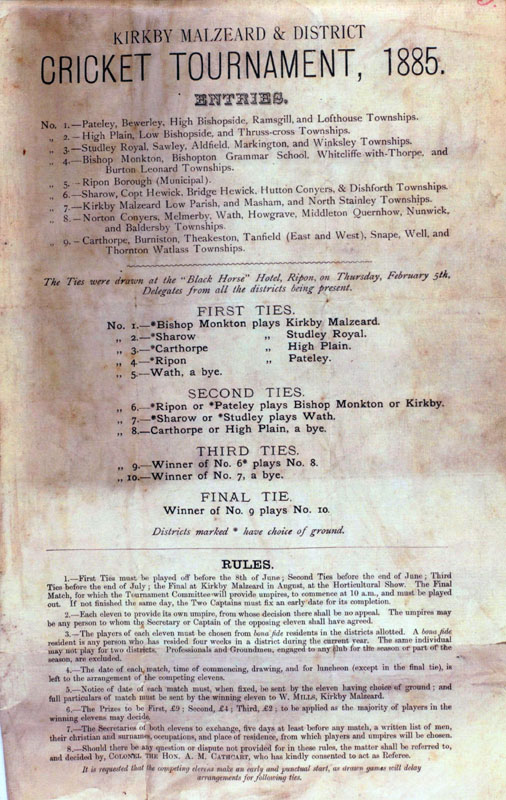 KIRKBY MALZEARD & DISTRICT
CRICKET TOURNAMENT, 1885.
ENTRIES.
No. 1.—Pateley, Bewerley, High Bishopside, Ramsgill, and Lofthouse Townships.
„ 2.—High Plain, Low Bishopside, and Thruss-cross Townships.
„ 3.—Studley Royal, Sawley, Aldfield, Markington, and Winksley Townships.
„ 4.—Bishop Monkton, Bishopton Grammar School, Whitcliffe-with-Thorpe, and
Burton Leonard Townships.
„ 5.—Ripon Borough (Municipal).
„ 6.—Sharow, Copt Hewick, Bridge Hewick, Hutton Conyers, & Dishforth Townships.
„ 7—Kirkby Malzeard Low Parish, and Masham, and North Stainley Townships.
„ 8.—Norton Conyers, Melmerby, Wath, Howgrave, Middleton Quernhow, Nunwick,
and Baldersby Townships.
„ 9.—Carthorpe, Burniston, Theakeston, Tanfield (East and West), Snape, Well, and
Thornton Watlass Townships.
The Ties were drawn at the "Black Horse" Hotel, Ripon, on Thursday, February 5th,
Delegates from all the districts being present.
FIRST TIES.
No. 1.—*Bishop Monkton plays Kirkby Malzeard.
„ 2.—*Sharow „ Studley Royal.
„ 3.—*Carthorpe „ High Plain.
„ 4—*Ripon „ Pateley.
„ 5—Wath, a bye.
SECOND TIES.
„ 6.—*Ripon or *Pateley plays Bishop Monkton or Kirkby.
„ 7.—*Sharow or *Studley plays Wath.
„ 8.—Carthorpe or High Plain, a bye.
THIRD TIES.
„ 9.—Winner of No. 6* plays No. 8.
„ 10.—Winner of No. 7, a bye.
FINAL TIE.
Winner of No. 9 plays No. 10.
Districts marked * have choice of ground.
RULES.
1.—First Ties must be played off before the 8th of June; Second Ties before the end of June; Third
Ties before the end of July; the Final at Kirkby Malzeard in August, at the Horticultural Show. The Final
Match, for which the Tournament Committee will provide umpires, to commence at 10 a.m., and must be played
out. If not finished the same day, the Two Captains must fix an early date for its completion.
2.—Each eleven to provide its own umpire, from whose decision there shall be no appeal. The umpires may
be any person to whom the Secretary or Captain of the opposing eleven shall have agreed.
3.—The players of each eleven must be chosen from bona fide residents in the districts allotted. A bona fide
resident is any person who has resided four weeks in a district during the current year. The same individual
may not play for two districts. Professionals and Groundmen, engaged to any club for the season or part of the
season, are excluded.
4.—The date of each match, time of commencing, drawing, and for luncheon (except in the final tie), is
left to the arrangement of the competing elevens.
5.—Notice of date of each match must, when fixed, be sent by the eleven having choice of ground; and
full particulars of match must be sent by the winning eleven to W. MILLS, Kirkby Malzeard.
6.—The Prizes to be First, £9; Second, £4; Third, £2; to be applied as the majority of players in the
winning elevens may decide.
7.—The Secretaries of both elevens to exchange, five days at least before any match, a written list of men,
their christian and surnames, occupations, and place of residence, from which players and umpires will be chosen.
8.—Should there be any question or dispute not provided for in these rules, the matter shall be referred to,
and decided by, COLONEL THE HON. A. M. CATHCART, who has kindly consented to act as Referee.
It is requested that the competing elevens make an early and punctual start, as drawn games will delay
arrangements for following ties.